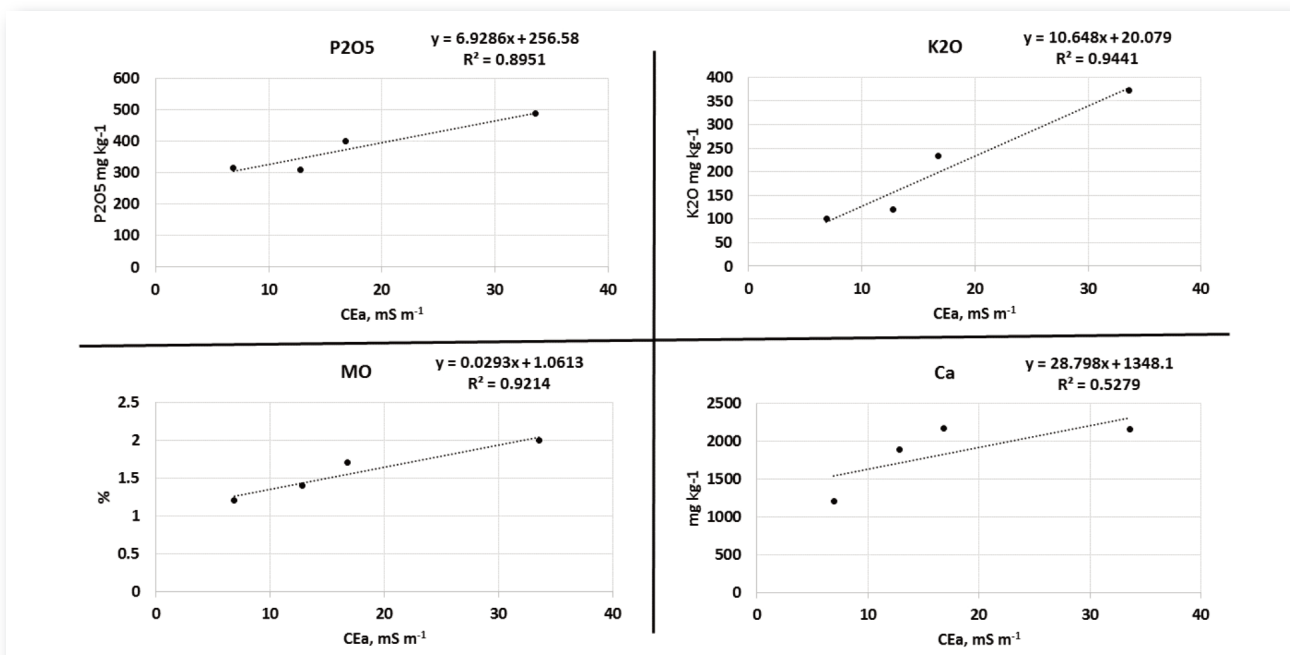 P2O5
y = 6.9286x + 256.58
R² = 0.8951
600
500
400
300
200
100
0
P2O5 mg kg-1
0 10 20 30 40
CEa, mS m⁻¹
K2O
y = 10.648x + 20.079
R² = 0.9441
400
350
300
250
200
150
100
50
0
K2O mg kg-1
0 10 20 30 40
CEa, mS m⁻¹
MO
y = 0.0293x + 1.0613
R² = 0.9214
2.5
2
1.5
1
0.5
0
%
0 10 20 30 40
CEa, mS m⁻¹
Ca
y = 28.798x + 1348.1
R² = 0.5279
2500
2000
1500
1000
500
0
mg kg-1
0 10 20 30 40
CEa, mS m⁻¹